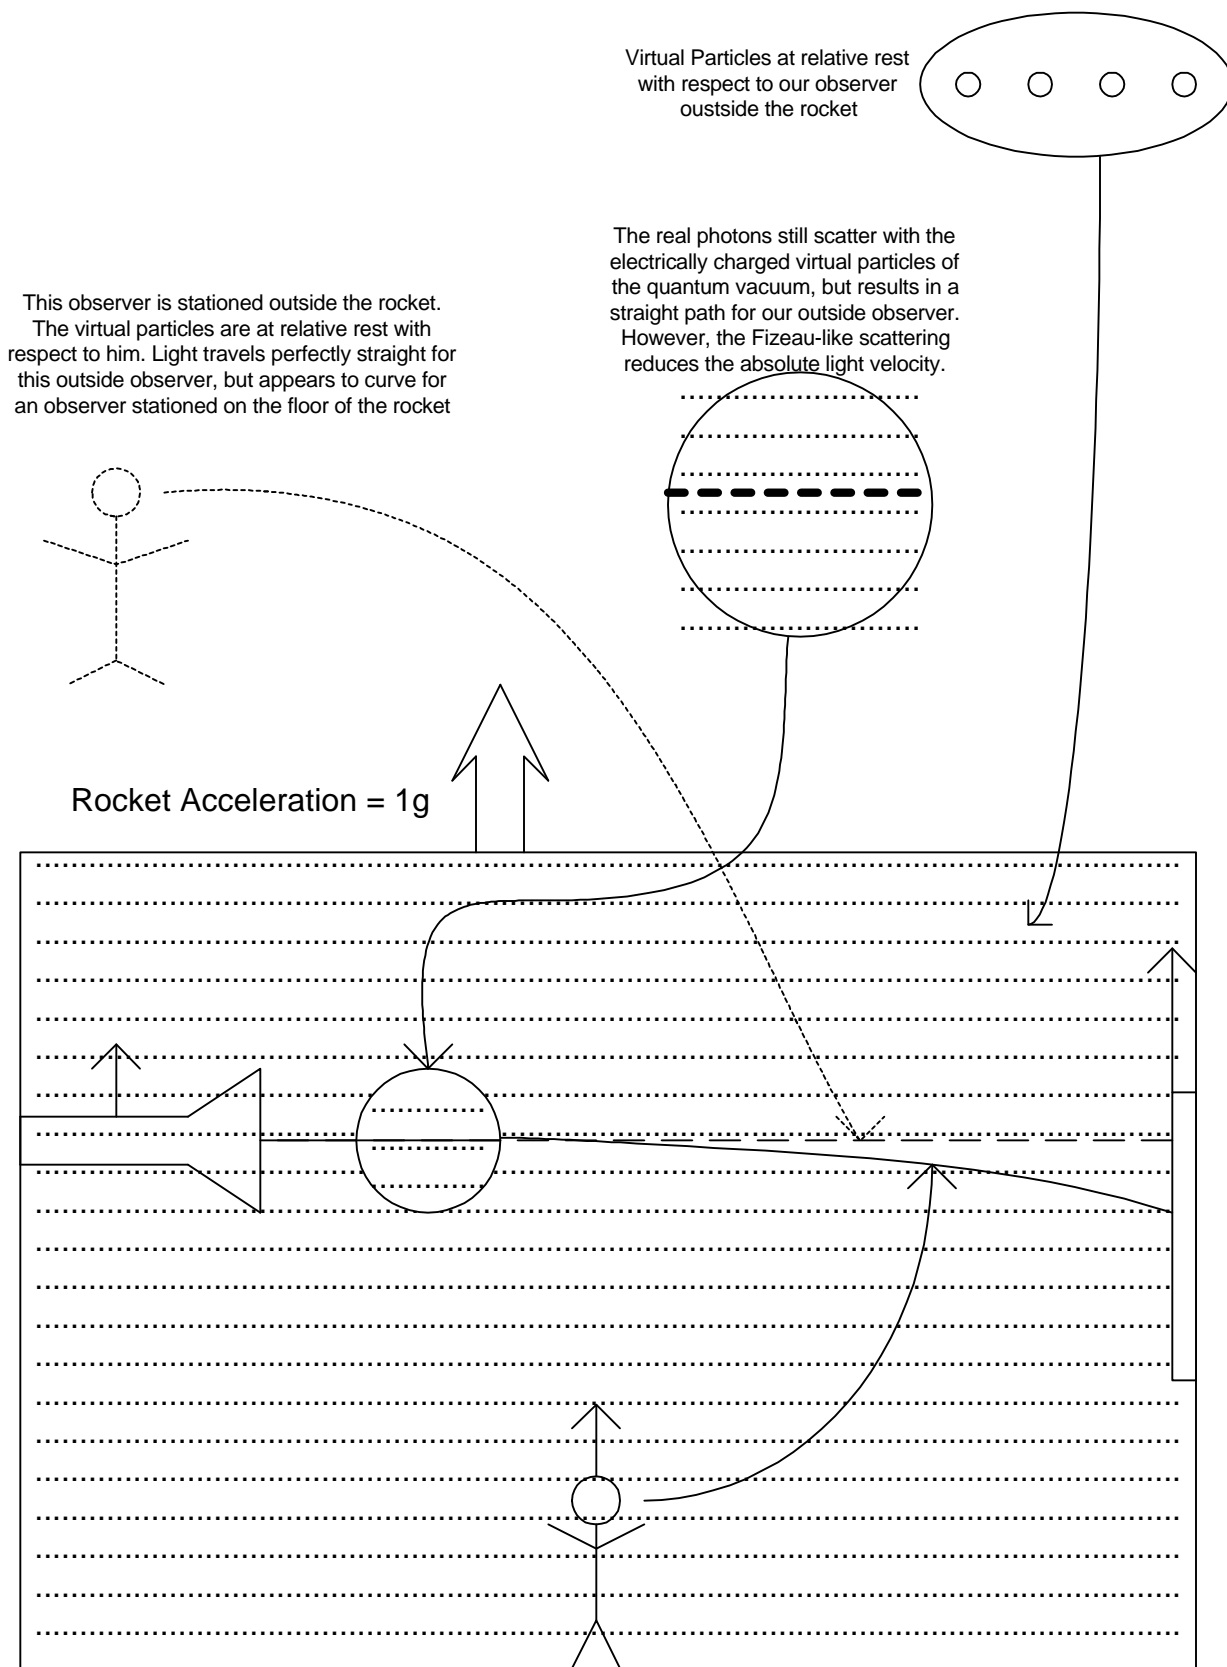 Virtual Particles at relative rest
with respect to our observer
oustside the rocket
The real photons still scatter with the
electrically charged virtual particles of
the quantum vacuum, but results in a
straight path for our outside observer.
However, the Fizeau-like scattering
reduces the absolute light velocity.
This observer is stationed outside the rocket.
The virtual particles are at relative rest with
respect to him. Light travels perfectly straight for
this outside observer, but appears to curve for
an observer stationed on the floor of the rocket
Rocket Acceleration = 1g